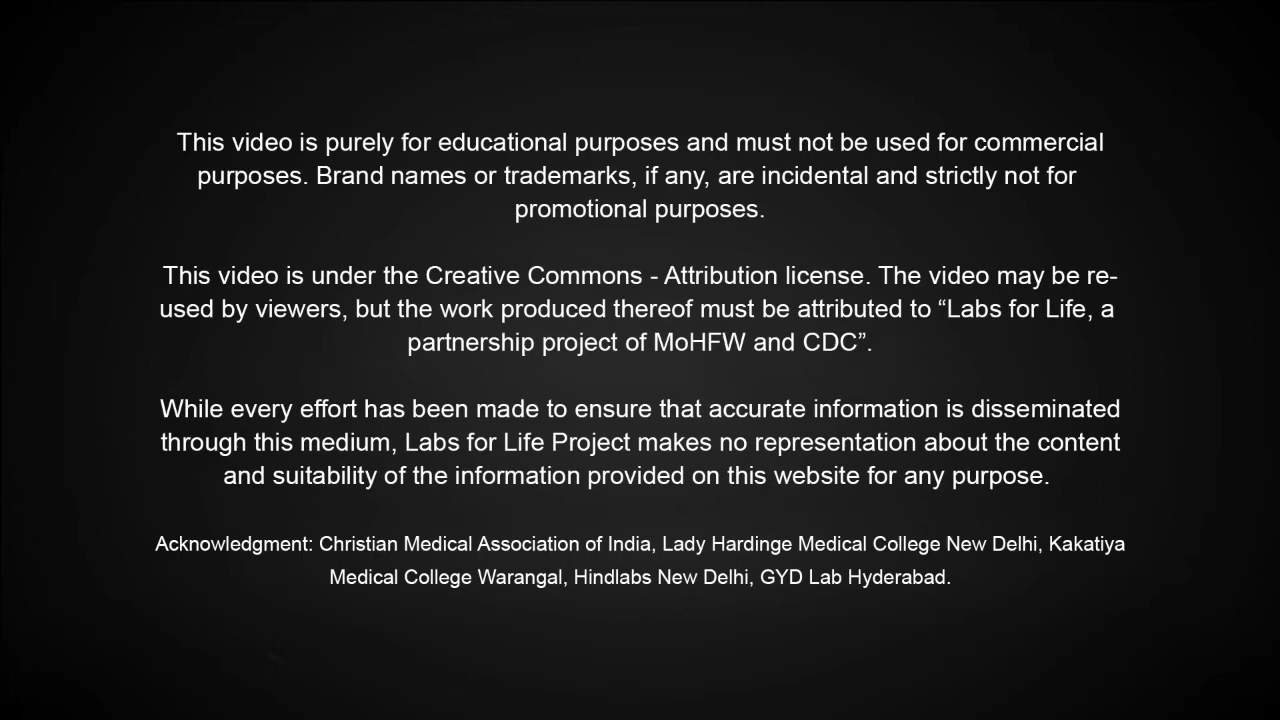 This video is purely for educational purposes and must not be used for commercial
purposes. Brand names or trademarks, if any, are incidental and strictly not for
promotional purposes.
This video is under the Creative Commons - Attribution license. The video may be re-
used by viewers, but the work produced thereof must be attributed to “Labs for Life, a
partnership project of MoHFW and CDC”.
While every effort has been made to ensure that accurate information is disseminated
through this medium, Labs for Life Project makes no representation about the content
and suitability of the information provided on this website for any purpose.
Acknowledgment: Christian Medical Association of India, Lady Hardinge Medical College New Delhi, Kakatiya
Medical College Warangal, Hindlabs New Delhi, GYD Lab Hyderabad.